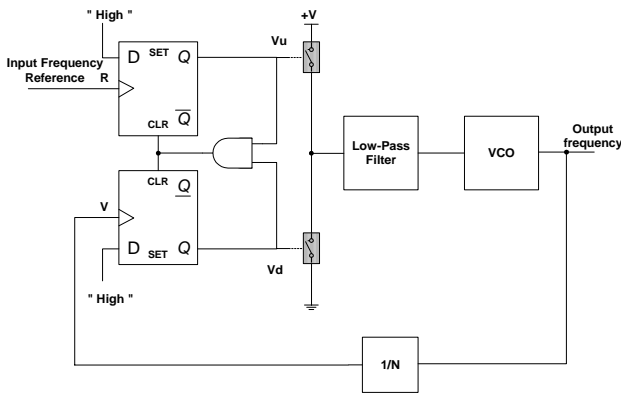 " High "
+V
Vu
D SET Q
Input Frequency
Reference R
Q
CLR
Low-Pass
Filter
VCO
Output
frequency
CLR Q
V
D SET Q
Vd
" High "
1/N